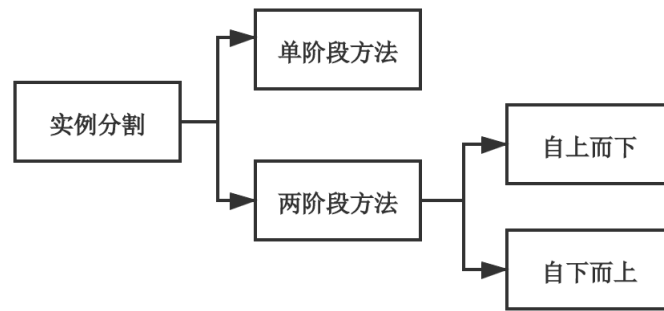 单阶段方法
实例分割
自上而下
两阶段方法
自下而上